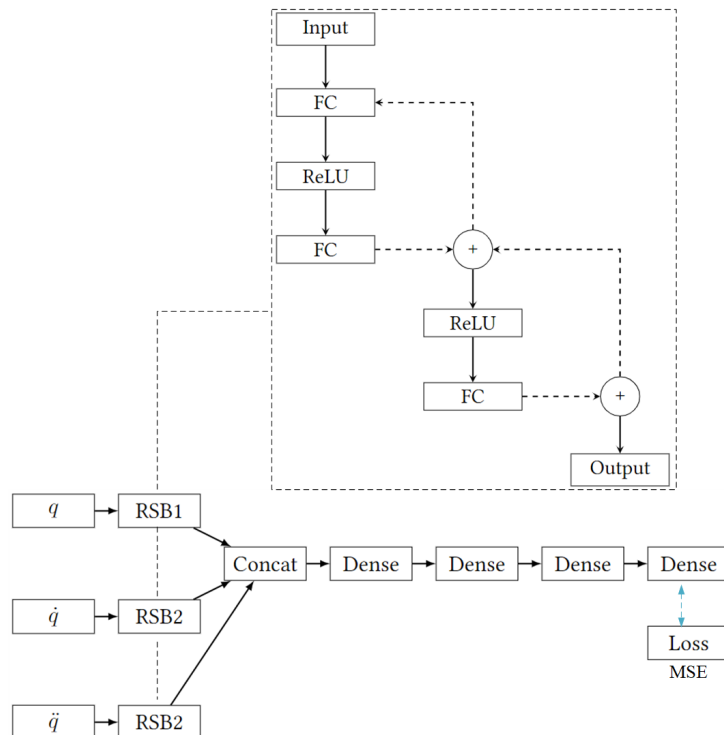 Input
FC
ReLU
FC
+
ReLU
FC
+
Output
q
RSB1
Concat
Dense
Dense
Dense
Dense
q̇
RSB2
Loss
MSE
q̈
RSB2